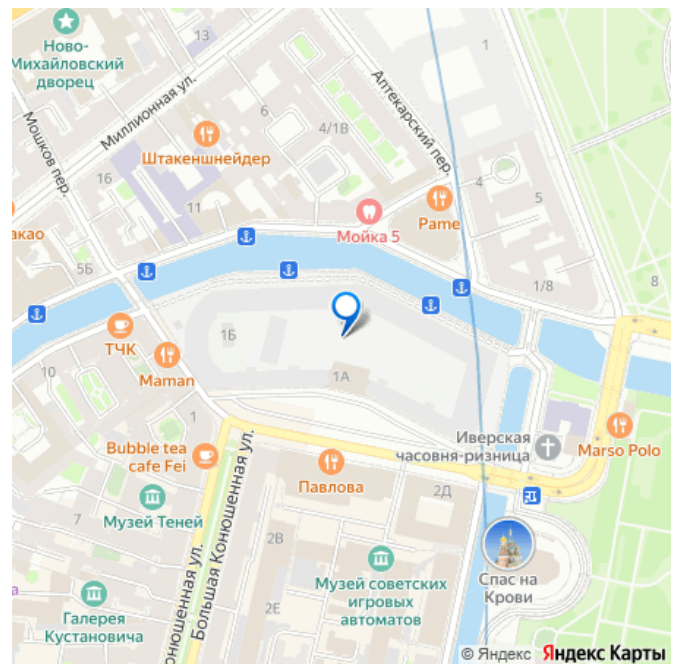 Ново-
Михайловский
дворец
13
1
Миллионная ул.
Аптекарский пер.
Мошков пер.
6
4/1В
Штакеншнейдер
16
11
4
5
Мойка 5
Pame
акао
5Б
1/8
8
ТЧК
1Б
Maman
10
1А
1
Bubble tea
cafe Fei
Иверская
часовня-ризница
Marso Polo
Павлова
2Д
Музей Теней
Большая Конюшенная ул.
онюшенная ул.
2В
Музей советских
игровых
автоматов
Спас на
Крови
а
Галерея
Кустановича
2Е
© Яндекс Яндекс Карты